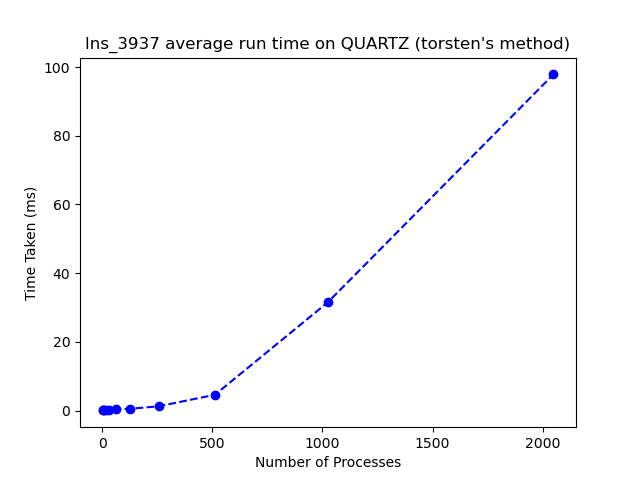 Ins_3937 average run time on QUARTZ (torsten's method)
100
80
60
40
20
0
Time Taken (ms)
0 500 1000 1500 2000
Number of Processes